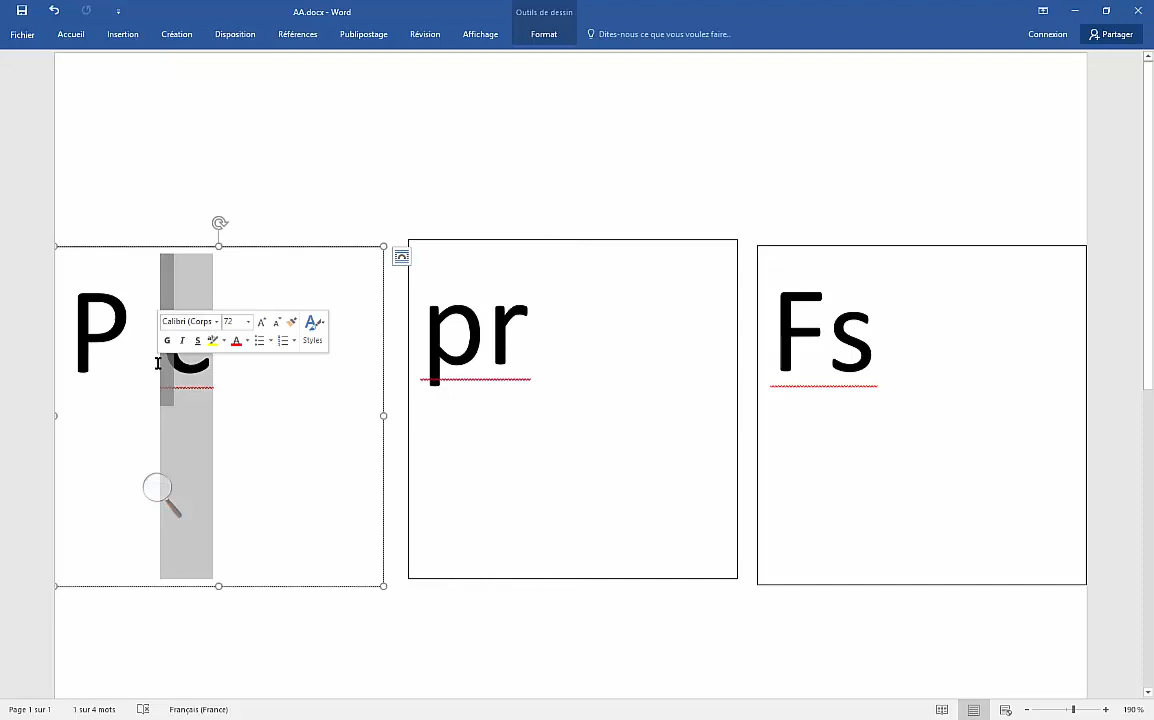 AA.docx - Word
Outils de dessin
Fichier
Accueil
Insertion
Création
Disposition
Références
Publipostage
Révision
Affichage
Format
Dites-nous ce que vous voulez faire..
Connexion
Partager
P c
pr
Fs
Calibri (Corps
72
A A
G I S A
Styles
Page 1 sur 1
1 sur 4 mots
Français (France)
190 %